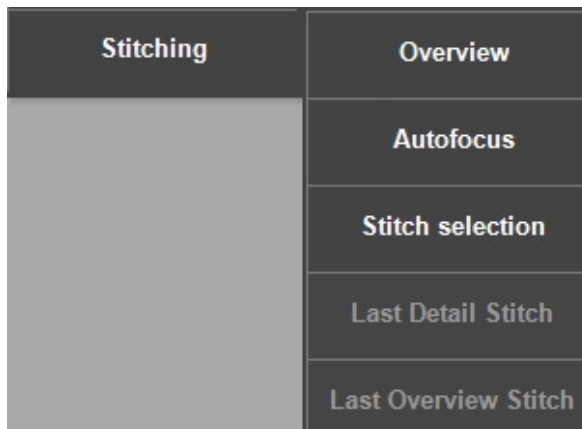 Stitching
Overview
Autofocus
Stitch selection
Last Detail Stitch
Last Overview Stitch